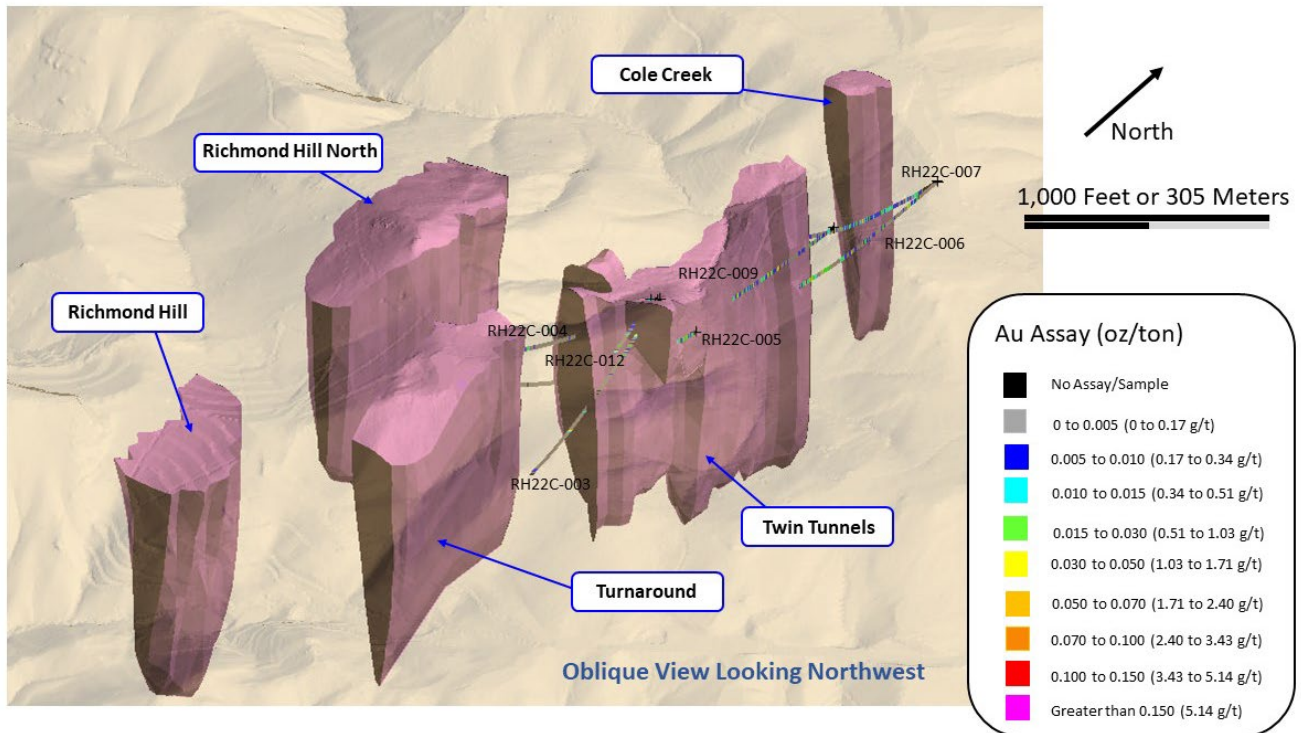 Cole Creek
North
Richmond Hill North
RH22C-007
1,000 Feet or 305 Meters
RH22C-006
RH22C-009
Richmond Hill
RH22C-004
RH22C-005
RH22C-012
RH22C-003
Twin Tunnels
Turnaround
Oblique View Looking Northwest
Au Assay (oz/ton)
No Assay/Sample
0 to 0.005 (0 to 0.17 g/t)
0.005 to 0.010 (0.17 to 0.34 g/t)
0.010 to 0.015 (0.34 to 0.51 g/t)
0.015 to 0.030 (0.51 to 1.03 g/t)
0.030 to 0.050 (1.03 to 1.71 g/t)
0.050 to 0.070 (1.71 to 2.40 g/t)
0.070 to 0.100 (2.40 to 3.43 g/t)
0.100 to 0.150 (3.43 to 5.14 g/t)
Greater than 0.150 (5.14 g/t)